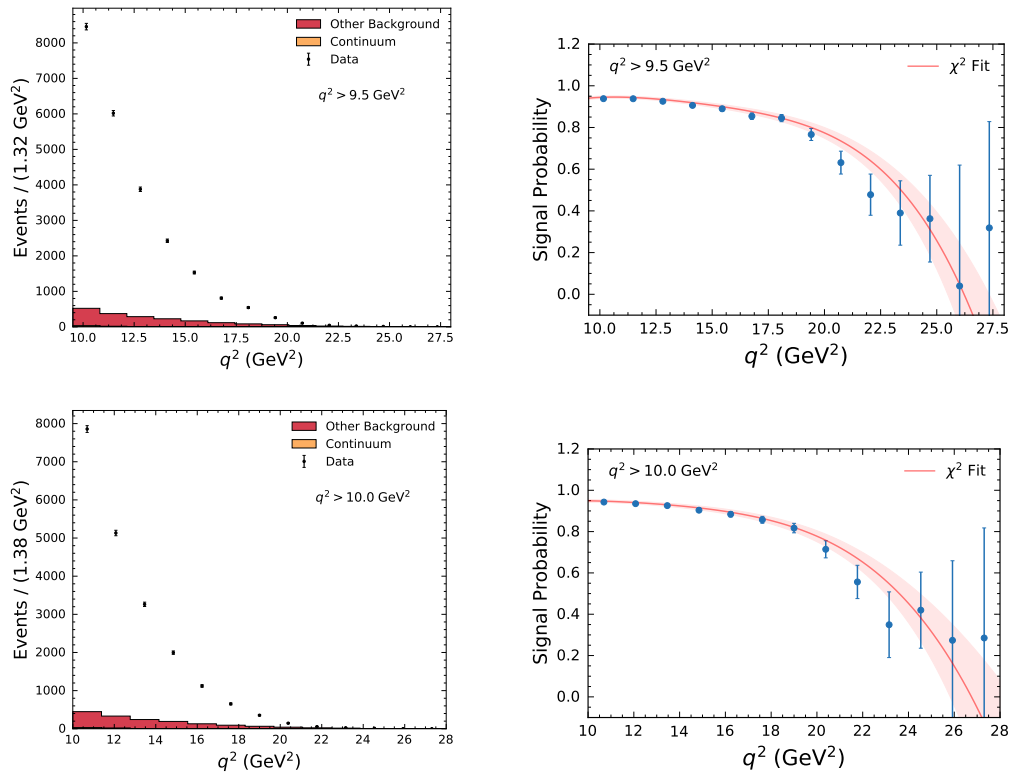 Events / (1.32 GeV²)
8000
7000
6000
5000
4000
3000
2000
1000
0
Other Background
Continuum
Data
q² > 9.5 GeV²
10.0 12.5 15.0 17.5 20.0 22.5 25.0 27.5
q² (GeV²)
Signal Probability
1.2
1.0
0.8
0.6
0.4
0.2
0.0
q² > 9.5 GeV²
χ² Fit
10.0 12.5 15.0 17.5 20.0 22.5 25.0 27.5
q² (GeV²)
Events / (1.38 GeV²)
8000
7000
6000
5000
4000
3000
2000
1000
0
Other Background
Continuum
Data
q² > 10.0 GeV²
10 12 14 16 18 20 22 24 26 28
q² (GeV²)
Signal Probability
1.2
1.0
0.8
0.6
0.4
0.2
0.0
q² > 10.0 GeV²
χ² Fit
10 12 14 16 18 20 22 24 26 28
q² (GeV²)